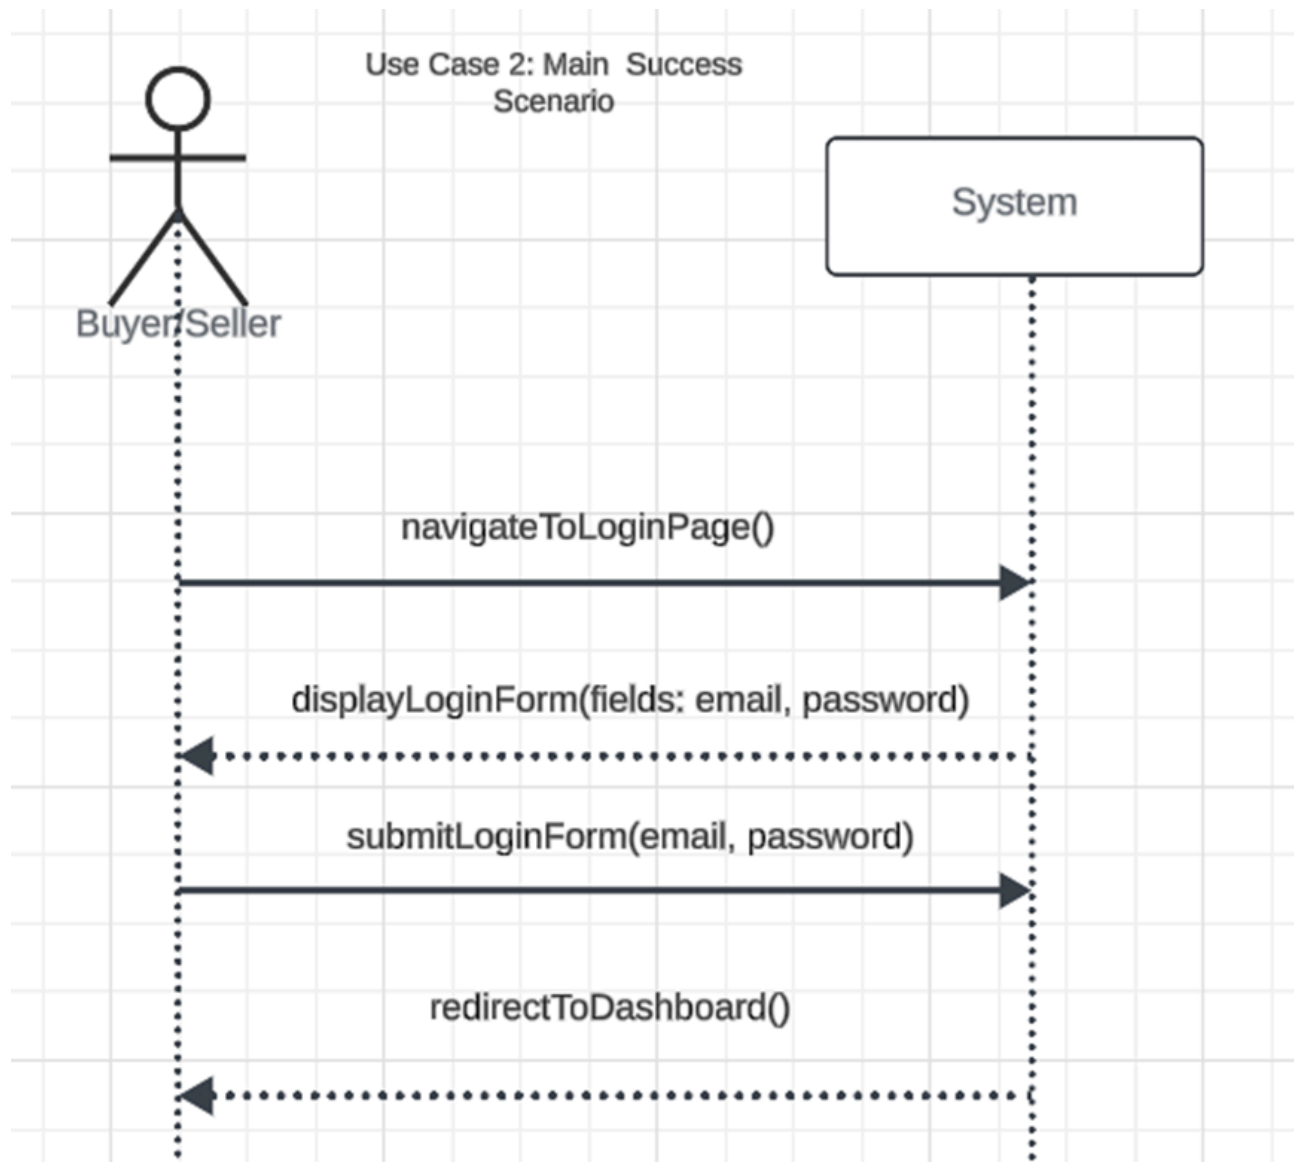 Use Case 2: Main  Success
Scenario
System
Buyer/Seller
navigateToLoginPage()
displayLoginForm(fields: email, password)
submitLoginForm(email, password)
redirectToDashboard()